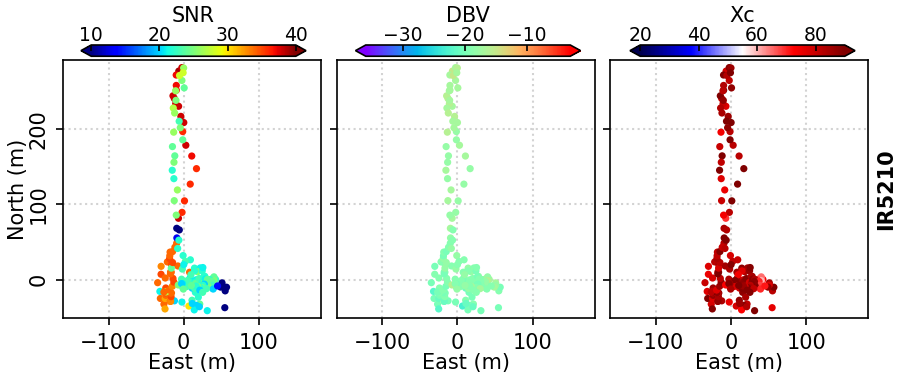 SNR DBV Xc
10 20 30 40 −30 −20 −10 20 40 60 80
North (m)
200
100
0
IR5210
−100 0 100 −100 0 100 −100 0 100
East (m) East (m) East (m)